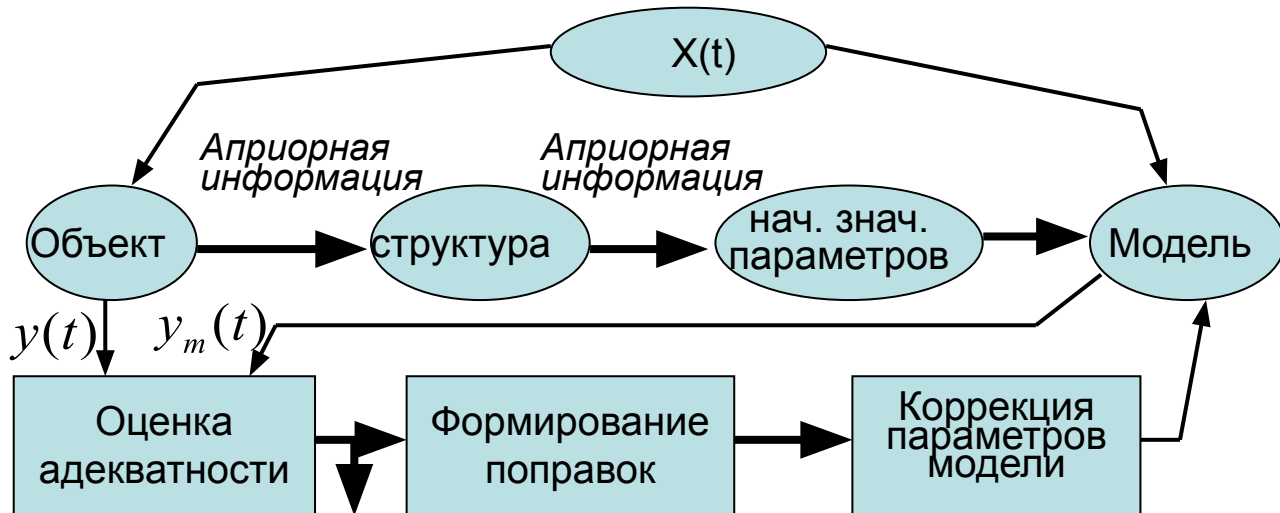 X(t)
Априорная
информация
Априорная
информация
Объект
структура
нач. знач.
параметров
Модель
y(t)
y_m(t)
Оценка
адекватности
Формирование
поправок
Коррекция
параметров
модели